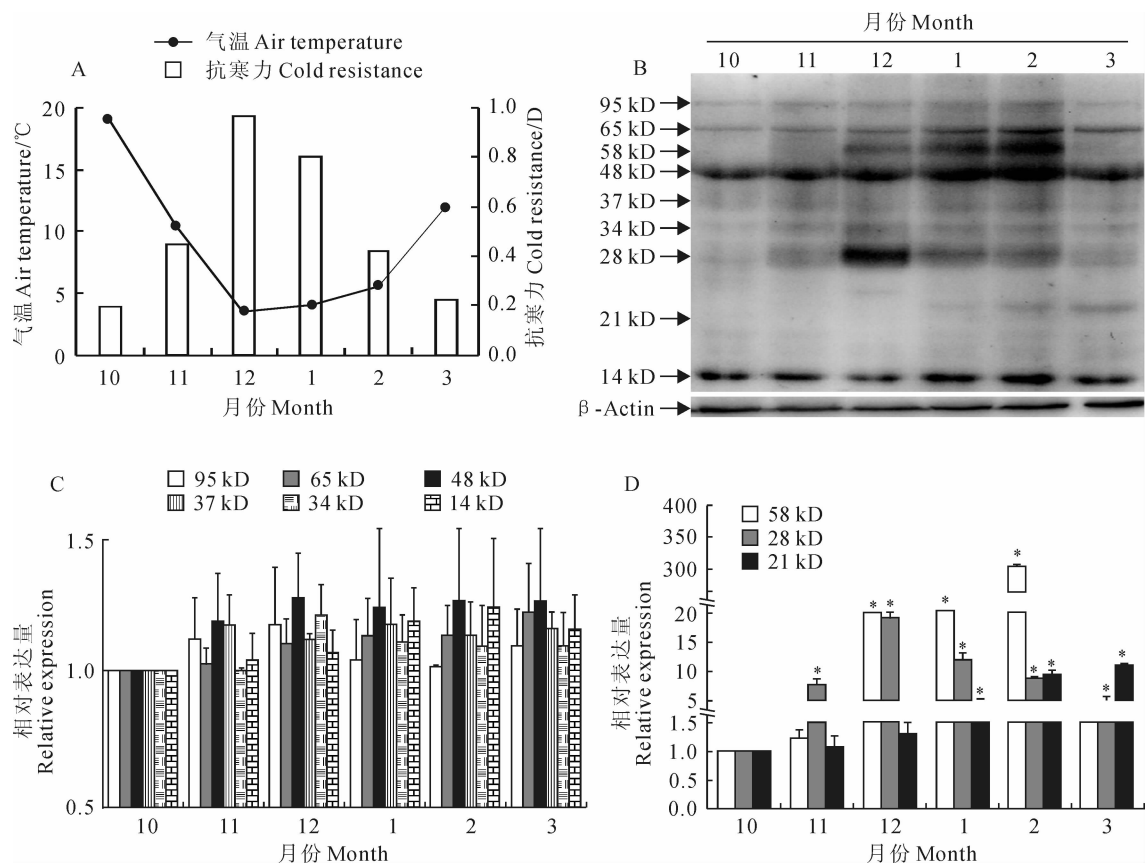 A
气温 Air temperature
抗寒力 Cold resistance
气温 Air temperature/℃
20
15
10
5
0
抗寒力 Cold resistance/D
1.0
0.8
0.6
0.4
0.2
0.0
10 11 12 1 2 3
月份 Month
B
月份 Month
10 11 12 1 2 3
95 kD
65 kD
58 kD
48 kD
37 kD
34 kD
28 kD
21 kD
14 kD
β-Actin
C
95 kD 65 kD 48 kD
37 kD 34 kD 14 kD
相对表达量
Relative expression
1.5
1.0
0.5
10 11 12 1 2 3
月份 Month
D
58 kD
28 kD
21 kD
相对表达量
Relative expression
400
300
20
10
5
1.5
1.0
0.5
0.0
*
* *
* * *
* * *
* *
10 11 12 1 2 3
月份 Month